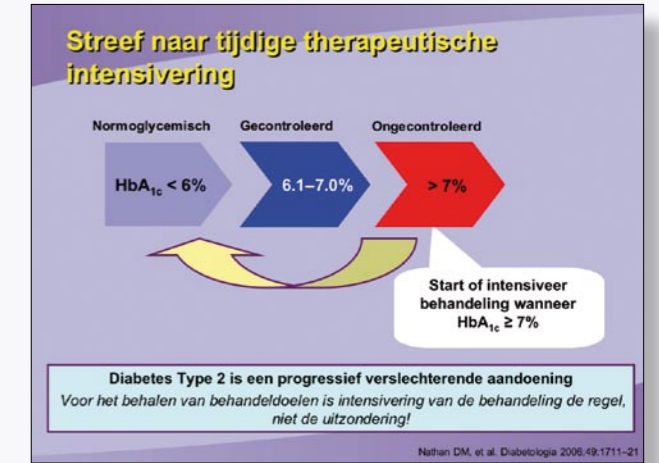 Streef naar tijdige therapeutische
intensivering
Normoglycemisch Gecontroleerd Ongecontroleerd
HbA1c < 6% 6.1–7.0% > 7%
Start of intensiveer
behandeling wanneer
HbA1c ≥ 7%
Diabetes Type 2 is een progressief verslechterende aandoening
Voor het behalen van behandeldoelen is intensivering van de behandeling de regel,
niet de uitzondering!
Nathan DM, et al. Diabetologia 2006;49:1711–21